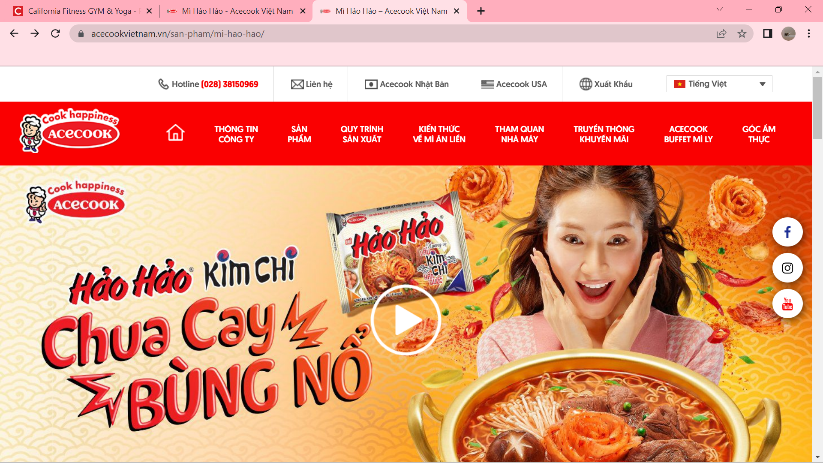 California Fitness GYM & Yoga -
Mì Hảo Hảo - Acecook Việt Nam
Mì Hảo Hảo – Acecook Việt Nam
acecookvietnam.vn/san-pham/mi-hao-hao/
Hotline (028) 38150969
Liên hệ
Acecook Nhật Bản
Acecook USA
Xuất Khẩu
Tiếng Việt
Cook happiness
ACECOOK
THÔNG TIN
CÔNG TY
SẢN
PHẨM
QUY TRÌNH
SẢN XUẤT
KIẾN THỨC
VỀ MÌ ĂN LIỀN
THAM QUAN
NHÀ MÁY
TRUYỀN THÔNG
KHUYẾN MÃI
ACECOOK
BUFFET MÌ LY
GÓC ẨM
THỰC
Cook happiness
ACECOOK
Hảo Hảo
KIM CHI
Hảo Hảo® KIM CHI
Chua Cay
BÙNG NỔ
You
Tube